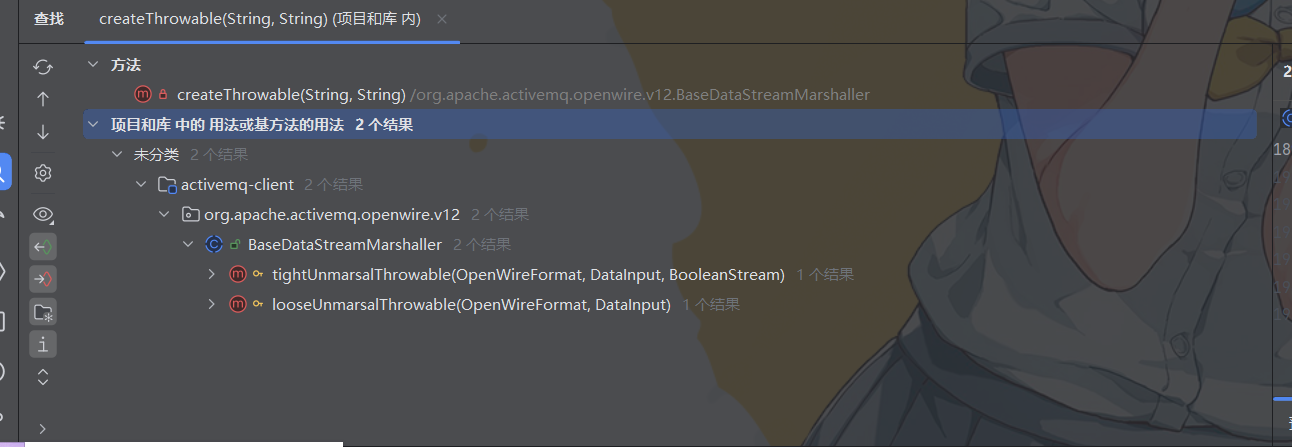 查找 createThrowable(String, String) (项目和库 内)
方法
createThrowable(String, String) /org.apache.activemq.openwire.v12.BaseDataStreamMarshaller
项目和库 中的 用法或基方法的用法 2 个结果
未分类 2 个结果
activemq-client 2 个结果
org.apache.activemq.openwire.v12 2 个结果
BaseDataStreamMarshaller 2 个结果
tightUnmarsalThrowable(OpenWireFormat, DataInput, BooleanStream) 1 个结果
looseUnmarsalThrowable(OpenWireFormat, DataInput) 1 个结果